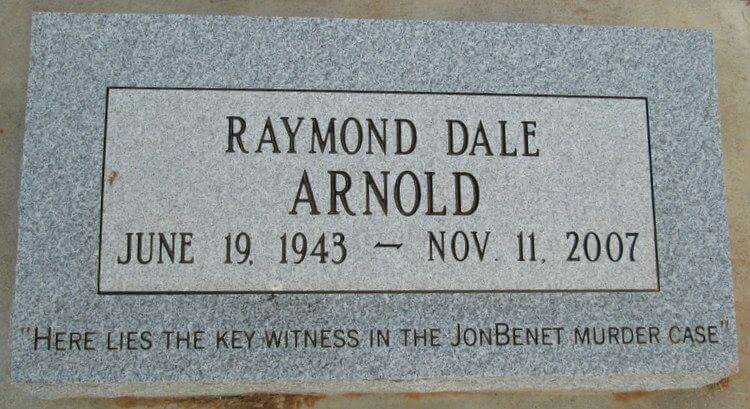 RAYMOND DALE
ARNOLD
JUNE 19, 1943 ~ NOV. 11, 2007
"HERE LIES THE KEY WITNESS IN THE JONBENET MURDER CASE"